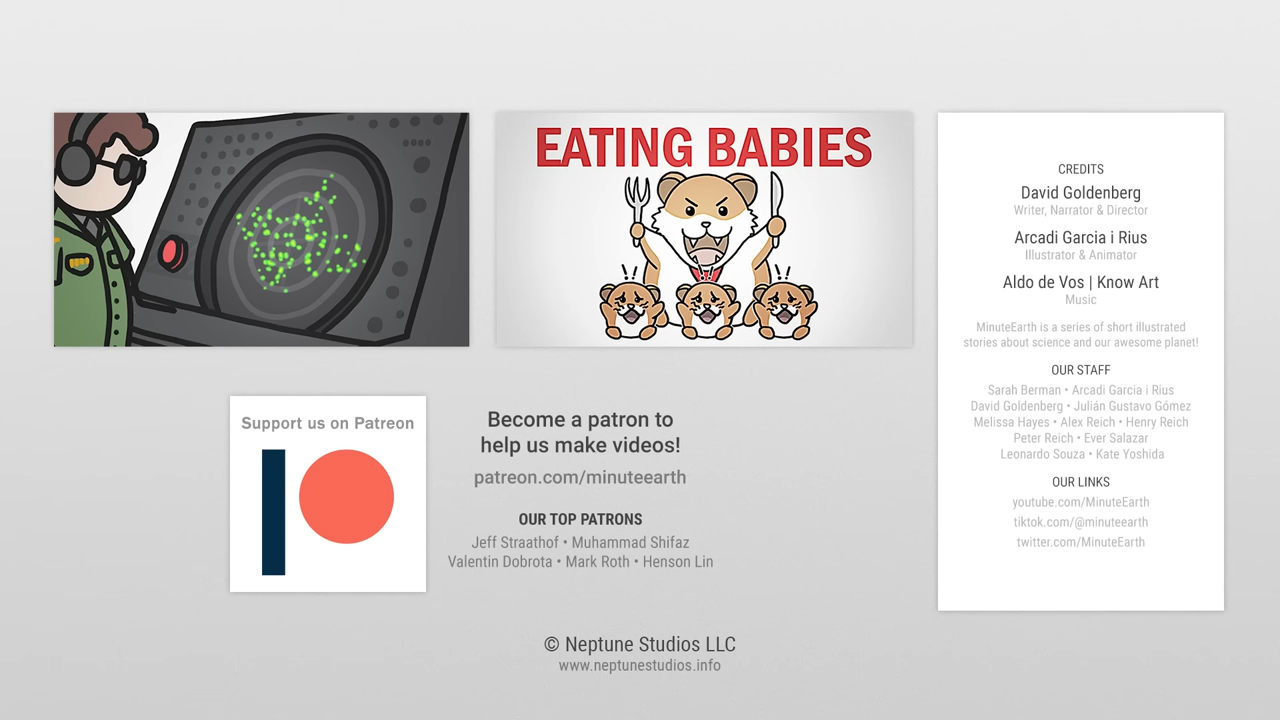 EATING BABIES
Support us on Patreon
Become a patron to
help us make videos!
patreon.com/minuteearth
OUR TOP PATRONS
Jeff Straathof • Muhammad Shifaz
Valentin Dobrota • Mark Roth • Henson Lin
CREDITS
David Goldenberg
Writer, Narrator & Director
Arcadi Garcia i Rius
Illustrator & Animator
Aldo de Vos | Know Art
Music
MinuteEarth is a series of short illustrated
stories about science and our awesome planet!
OUR STAFF
Sarah Berman • Arcadi Garcia i Rius
David Goldenberg • Julián Gustavo Gómez
Melissa Hayes • Alex Reich • Henry Reich
Peter Reich • Ever Salazar
Leonardo Souza • Kate Yoshida
OUR LINKS
youtube.com/MinuteEarth
tiktok.com/@minuteearth
twitter.com/MinuteEarth
© Neptune Studios LLC
www.neptunestudios.info